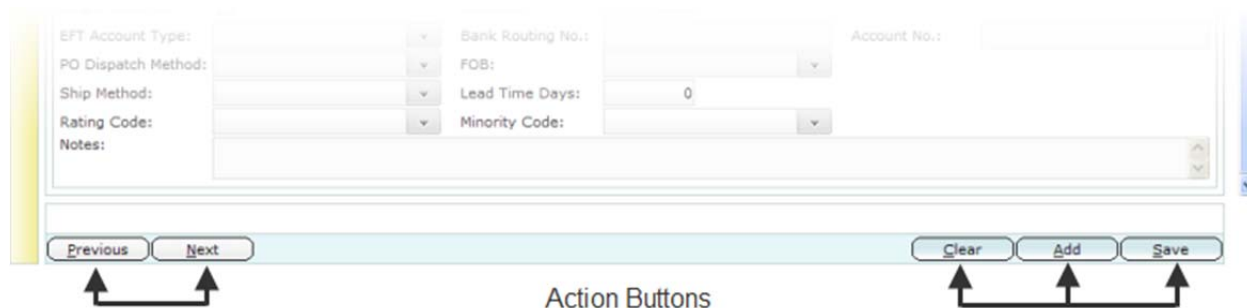 EFT Account Type: Bank Routing No.: Account No.:
PO Dispatch Method: FOB:
Ship Method: Lead Time Days: 0
Rating Code: Minority Code:
Notes:
Previous Next Clear Add Save
Action Buttons